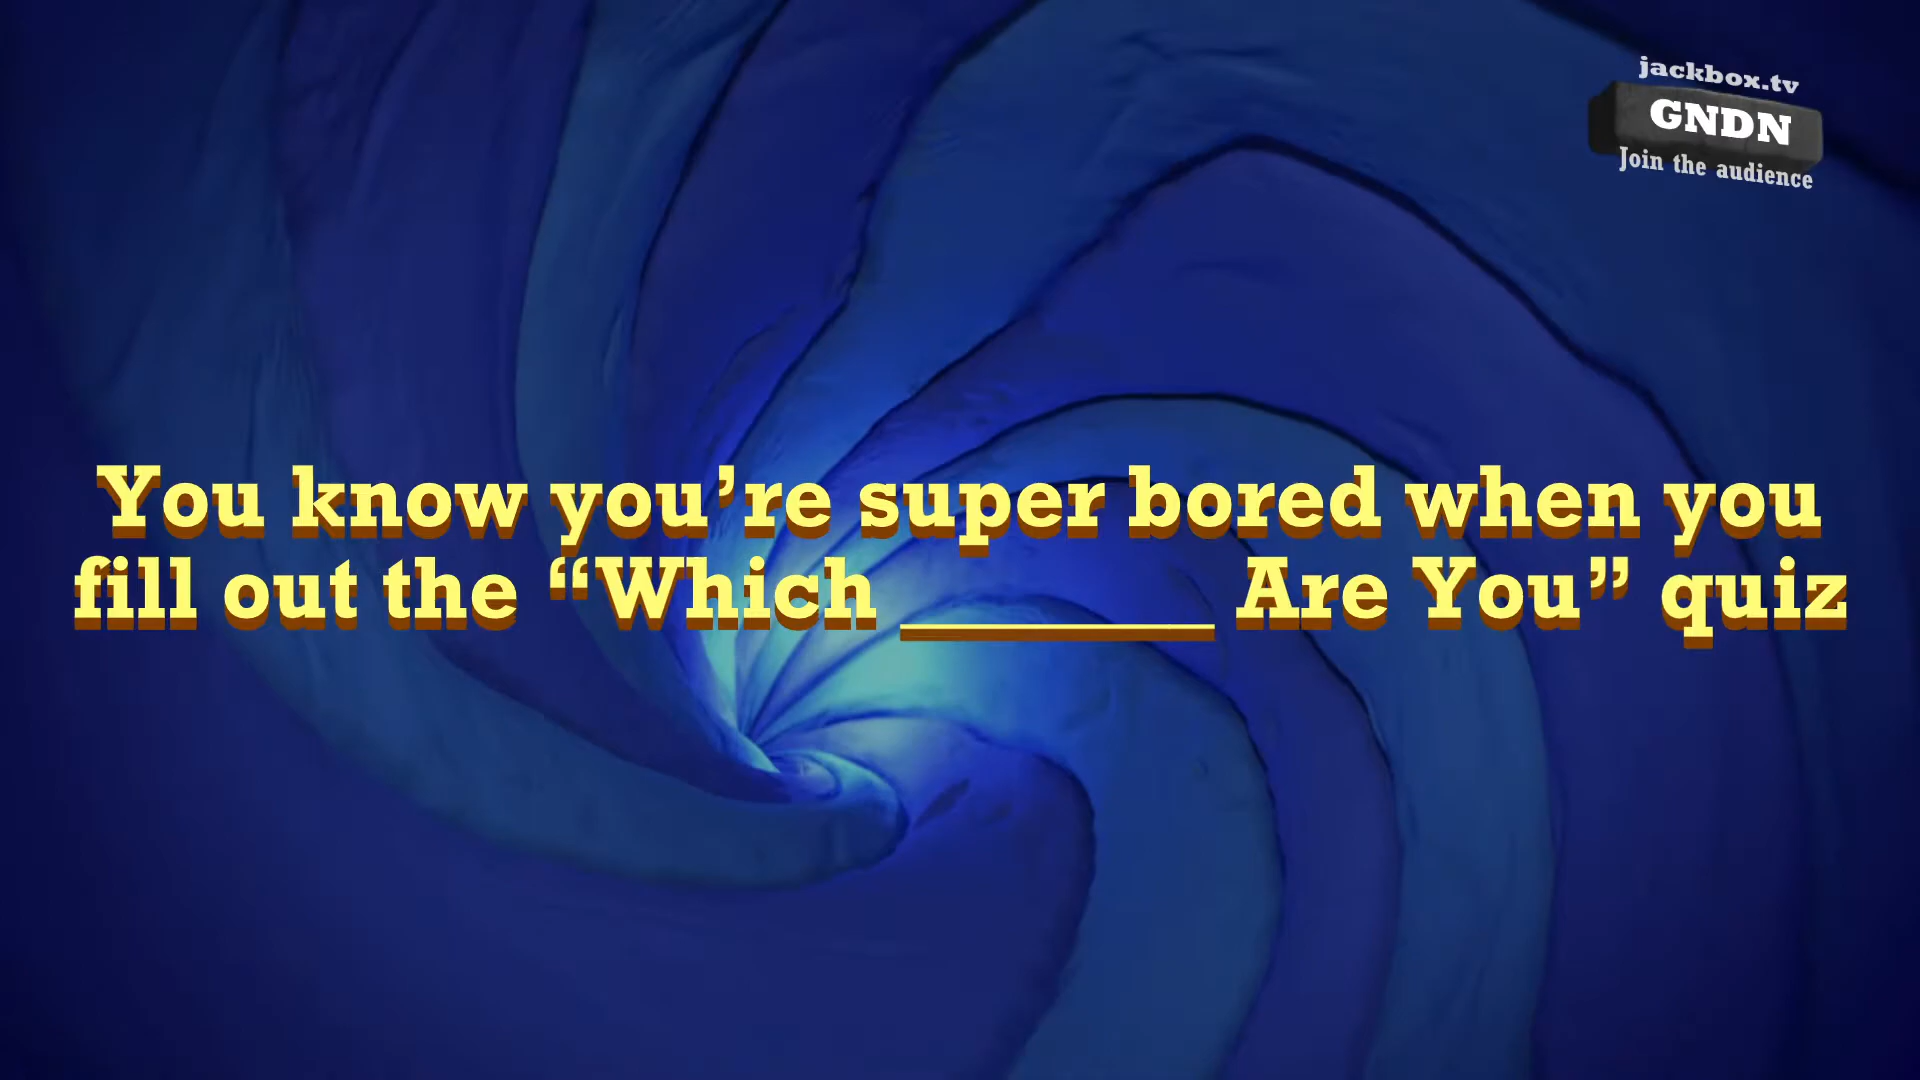 jackbox.tv
GNDN
Join the audience
You know you’re super bored when you
fill out the “Which ________ Are You” quiz